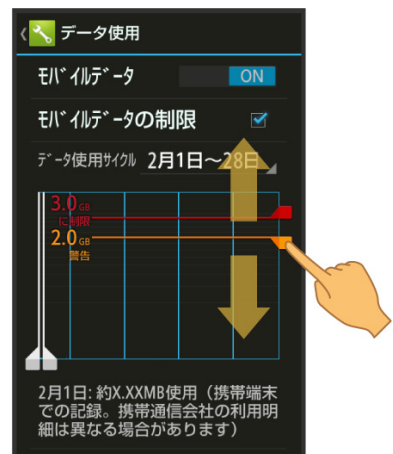 データ使用
モバイルデータ ON
モバイルデータの制限
データ使用サイクル 2月1日～28日
3.0 GB
に制限
2.0 GB
警告
2月1日: 約X.XXMB使用（携帯端末
での記録。携帯通信会社の利用明
細は異なる場合があります）